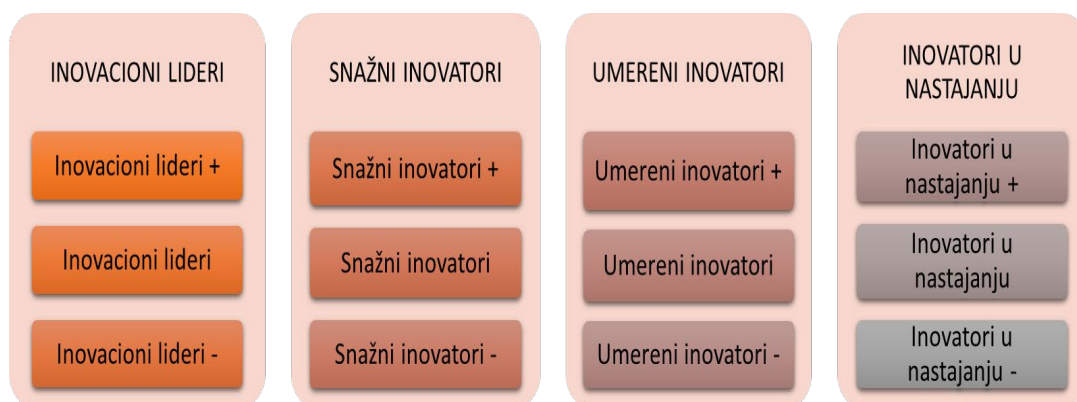 INOVACIONI LIDERI
Inovacioni lideri +
Inovacioni lideri
Inovacioni lideri -
SNAŽNI INOVATORI
Snažni inovatori +
Snažni inovatori
Snažni inovatori -
UMERENI INOVATORI
Umereni inovatori +
Umereni inovatori
Umereni inovatori -
INOVATORI U
NASTAJANJU
Inovatori u
nastajanju +
Inovatori u
nastajanju
Inovatori u
nastajanju -